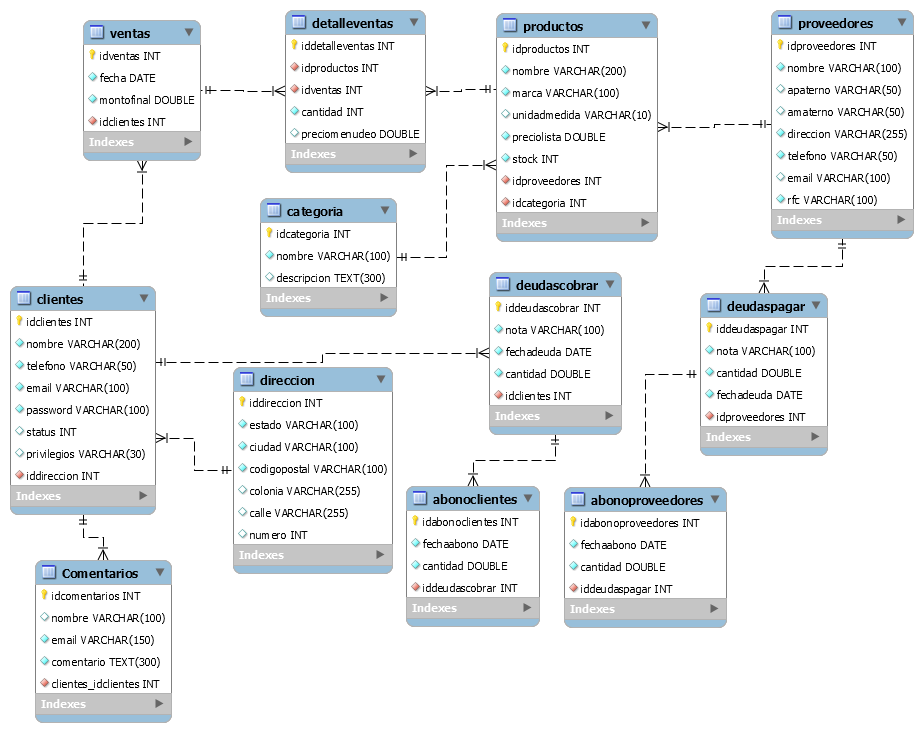 ventas
idventas INT
fecha DATE
montofinal DOUBLE
idclientes INT
Indexes
detalleventas
iddetalleventas INT
idproductos INT
idventas INT
cantidad INT
preciomenudeo DOUBLE
Indexes
productos
idproductos INT
nombre VARCHAR(200)
marca VARCHAR(100)
unidadmedida VARCHAR(10)
preciolista DOUBLE
stock INT
idproveedores INT
idcategoria INT
Indexes
proveedores
idproveedores INT
nombre VARCHAR(100)
apaterno VARCHAR(50)
amaterno VARCHAR(50)
direccion VARCHAR(255)
telefono VARCHAR(50)
email VARCHAR(100)
rfc VARCHAR(100)
Indexes
categoria
idcategoria INT
nombre VARCHAR(100)
descripcion TEXT(300)
Indexes
clientes
idclientes INT
nombre VARCHAR(200)
telefono VARCHAR(50)
email VARCHAR(100)
password VARCHAR(100)
status INT
privilegios VARCHAR(30)
iddireccion INT
Indexes
direccion
iddireccion INT
estado VARCHAR(100)
ciudad VARCHAR(100)
codigopostal VARCHAR(100)
colonia VARCHAR(255)
calle VARCHAR(255)
numero INT
Indexes
deudascobrar
iddeudascobrar INT
nota VARCHAR(100)
fechadeuda DATE
cantidad DOUBLE
idclientes INT
Indexes
deudaspagar
iddeudaspagar INT
nota VARCHAR(100)
cantidad DOUBLE
fechadeuda DATE
idproveedores INT
Indexes
abonoclientes
idabonoclientes INT
fechaabono DATE
cantidad DOUBLE
iddeudascobrar INT
Indexes
abonoproveedores
idabonoproveedores INT
fechaabono DATE
cantidad DOUBLE
iddeudaspagar INT
Indexes
Comentarios
idcomentarios INT
nombre VARCHAR(100)
email VARCHAR(150)
comentario TEXT(300)
clientes_idclientes INT
Indexes